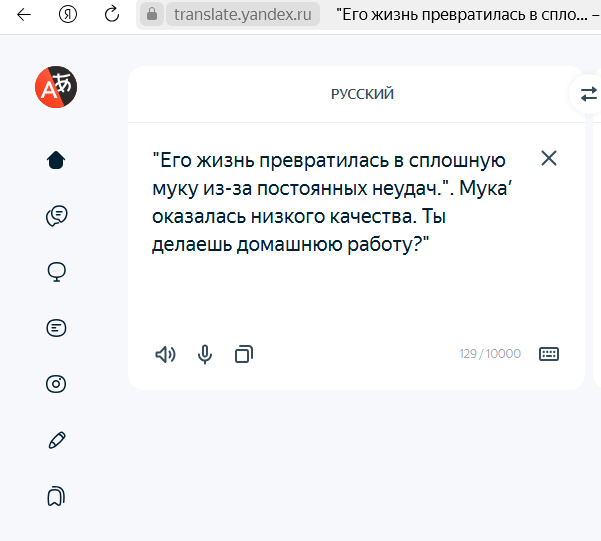 translate.yandex.ru "Его жизнь превратилась в спло... –
РУССКИЙ
"Его жизнь превратилась в сплошную
муку из-за постоянных неудач.". Мука’
оказалась низкого качества. Ты
делаешь домашнюю работу?"
129 / 10000